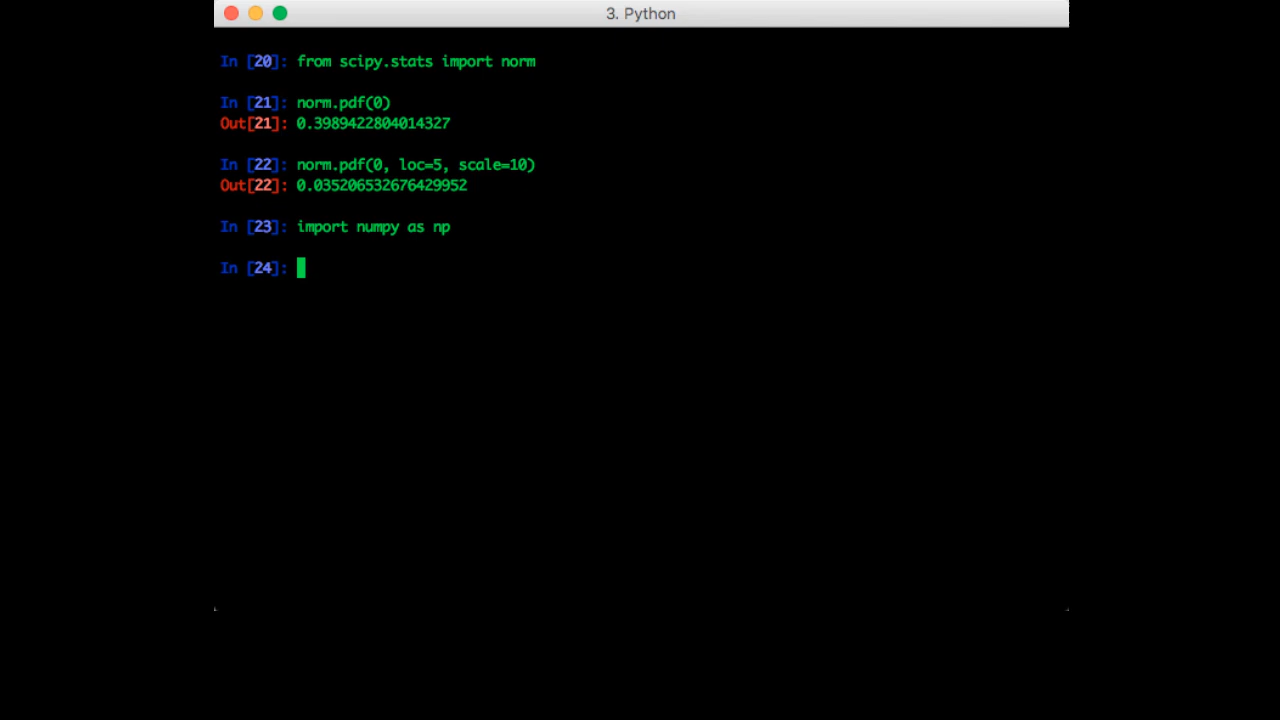 3. Python
In [20]: from scipy.stats import norm
In [21]: norm.pdf(0)
Out[21]: 0.3989422804014327
In [22]: norm.pdf(0, loc=5, scale=10)
Out[22]: 0.035206532676429952
In [23]: import numpy as np
In [24]: